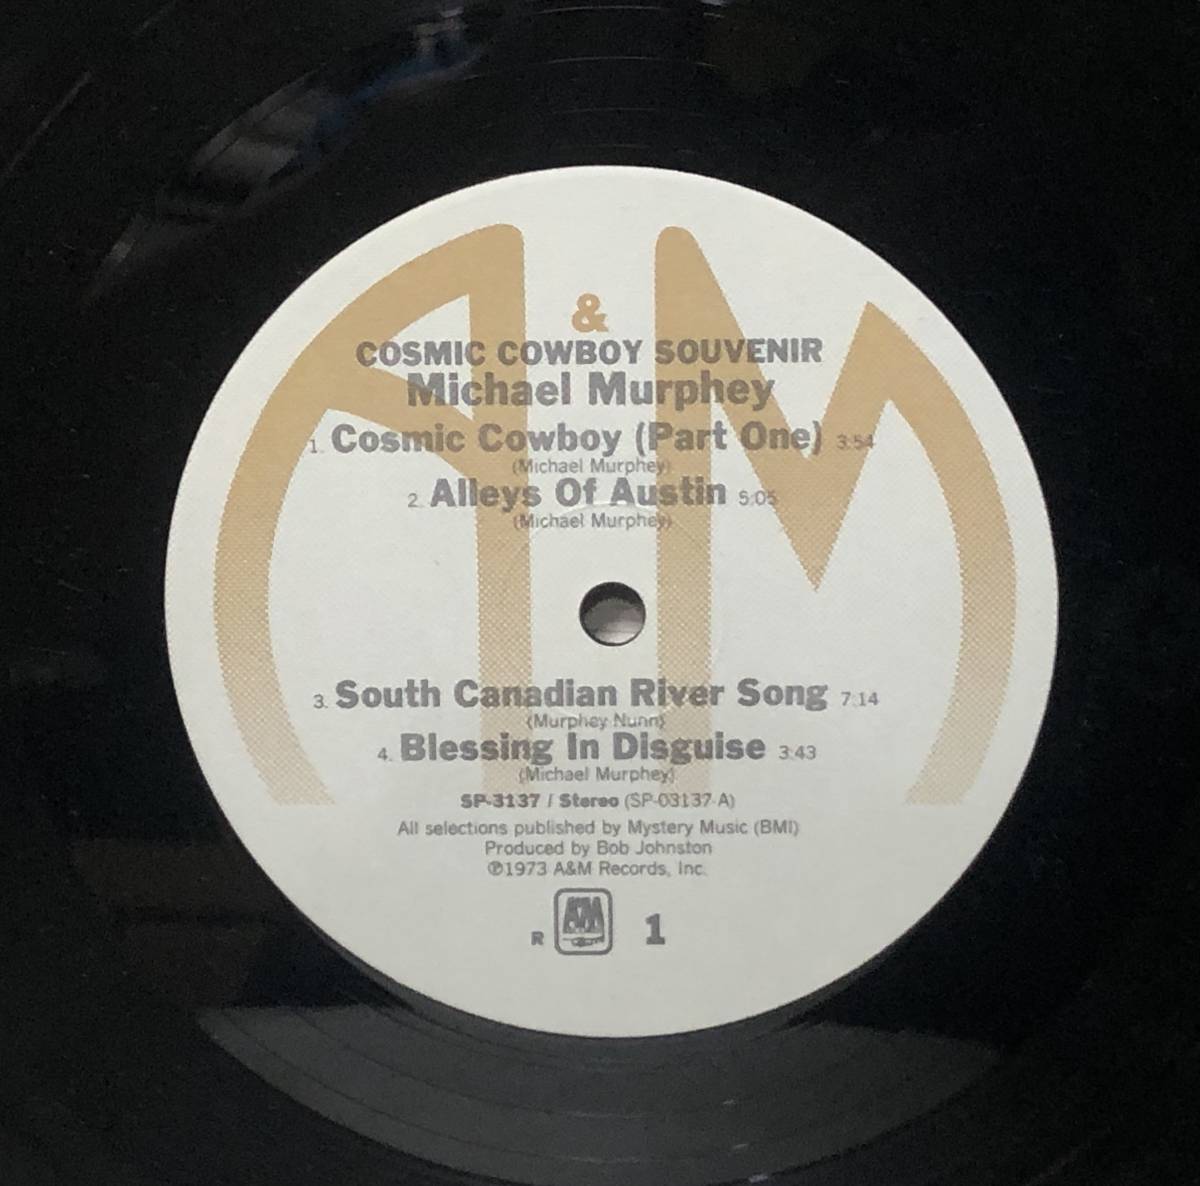 &
COSMIC COWBOY SOUVENIR
Michael Murphey
1. Cosmic Cowboy (Part One) 3:54
(Michael Murphey)
2. Alleys Of Austin 5:05
(Michael Murphey)
3. South Canadian River Song 7:14
(Murphey-Nunn)
4. Blessing In Disguise 3:43
(Michael Murphey)
SP-3137 / Stereo (SP-03137-A)
All selections published by Mystery Music (BMI)
Produced by Bob Johnston
℗1973 A&M Records, Inc.
R A&M 1